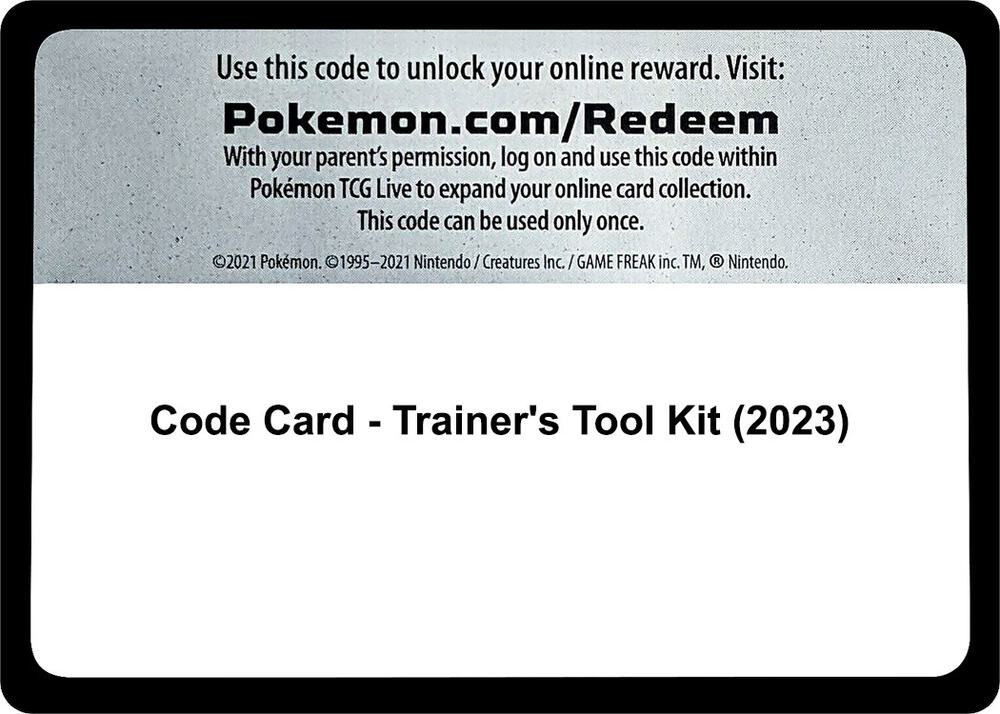 Use this code to unlock your online reward. Visit:
Pokemon.com/Redeem
With your parent's permission, log on and use this code within
Pokémon TCG Live to expand your online card collection.
This code can be used only once.
©2021 Pokémon. ©1995–2021 Nintendo / Creatures Inc. / GAME FREAK inc. TM, ® Nintendo.
Code Card - Trainer's Tool Kit (2023)